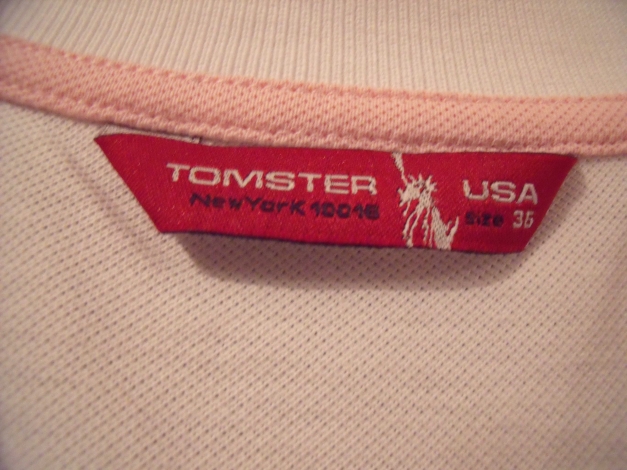 TOMSTER USA
NewYorK 10016 size 36